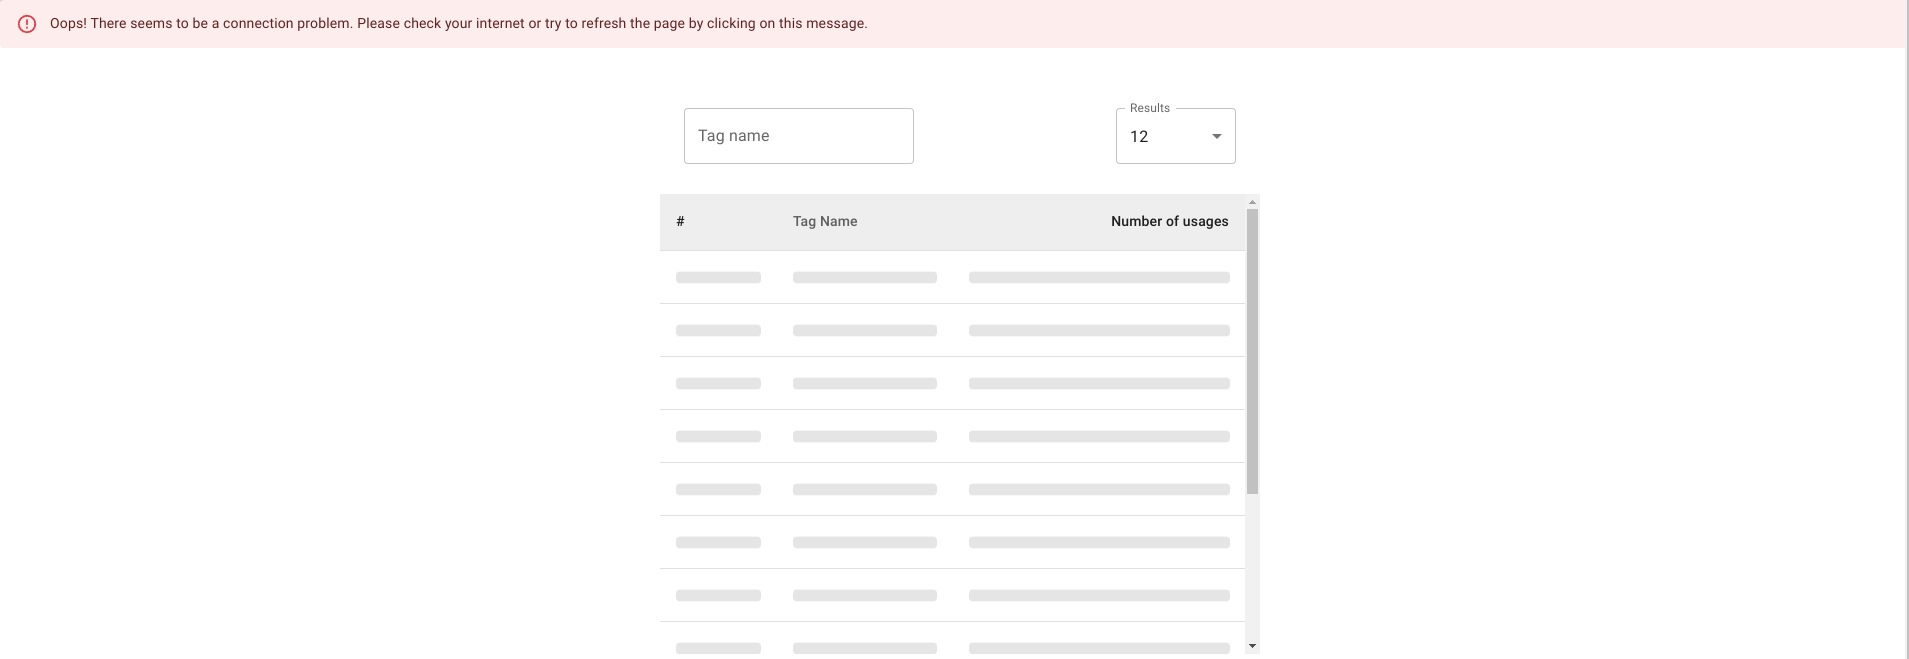 Oops! There seems to be a connection problem. Please check your internet or try to refresh the page by clicking on this message.
Tag name
Results
12
# Tag Name Number of usages